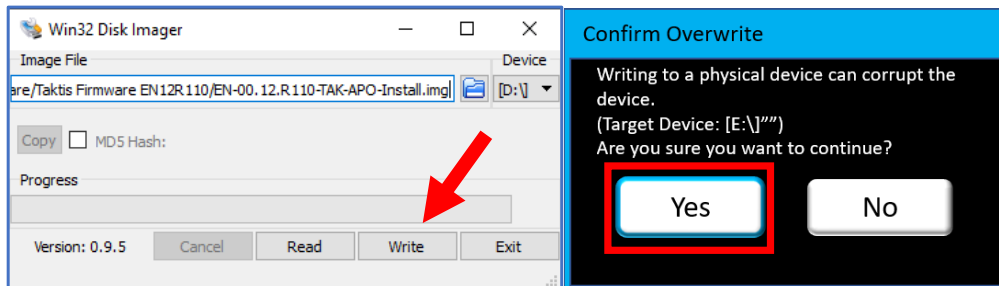 Win32 Disk Imager
Image File
Device
are/Taktis Firmware EN12R110/EN-00.12.R110-TAK-APO-Install.img
[D:\]
Copy
MD5 Hash:
Progress
Version: 0.9.5
Cancel
Read
Write
Exit
Confirm Overwrite
Writing to a physical device can corrupt the
device.
(Target Device: [E:\]"")
Are you sure you want to continue?
Yes
No